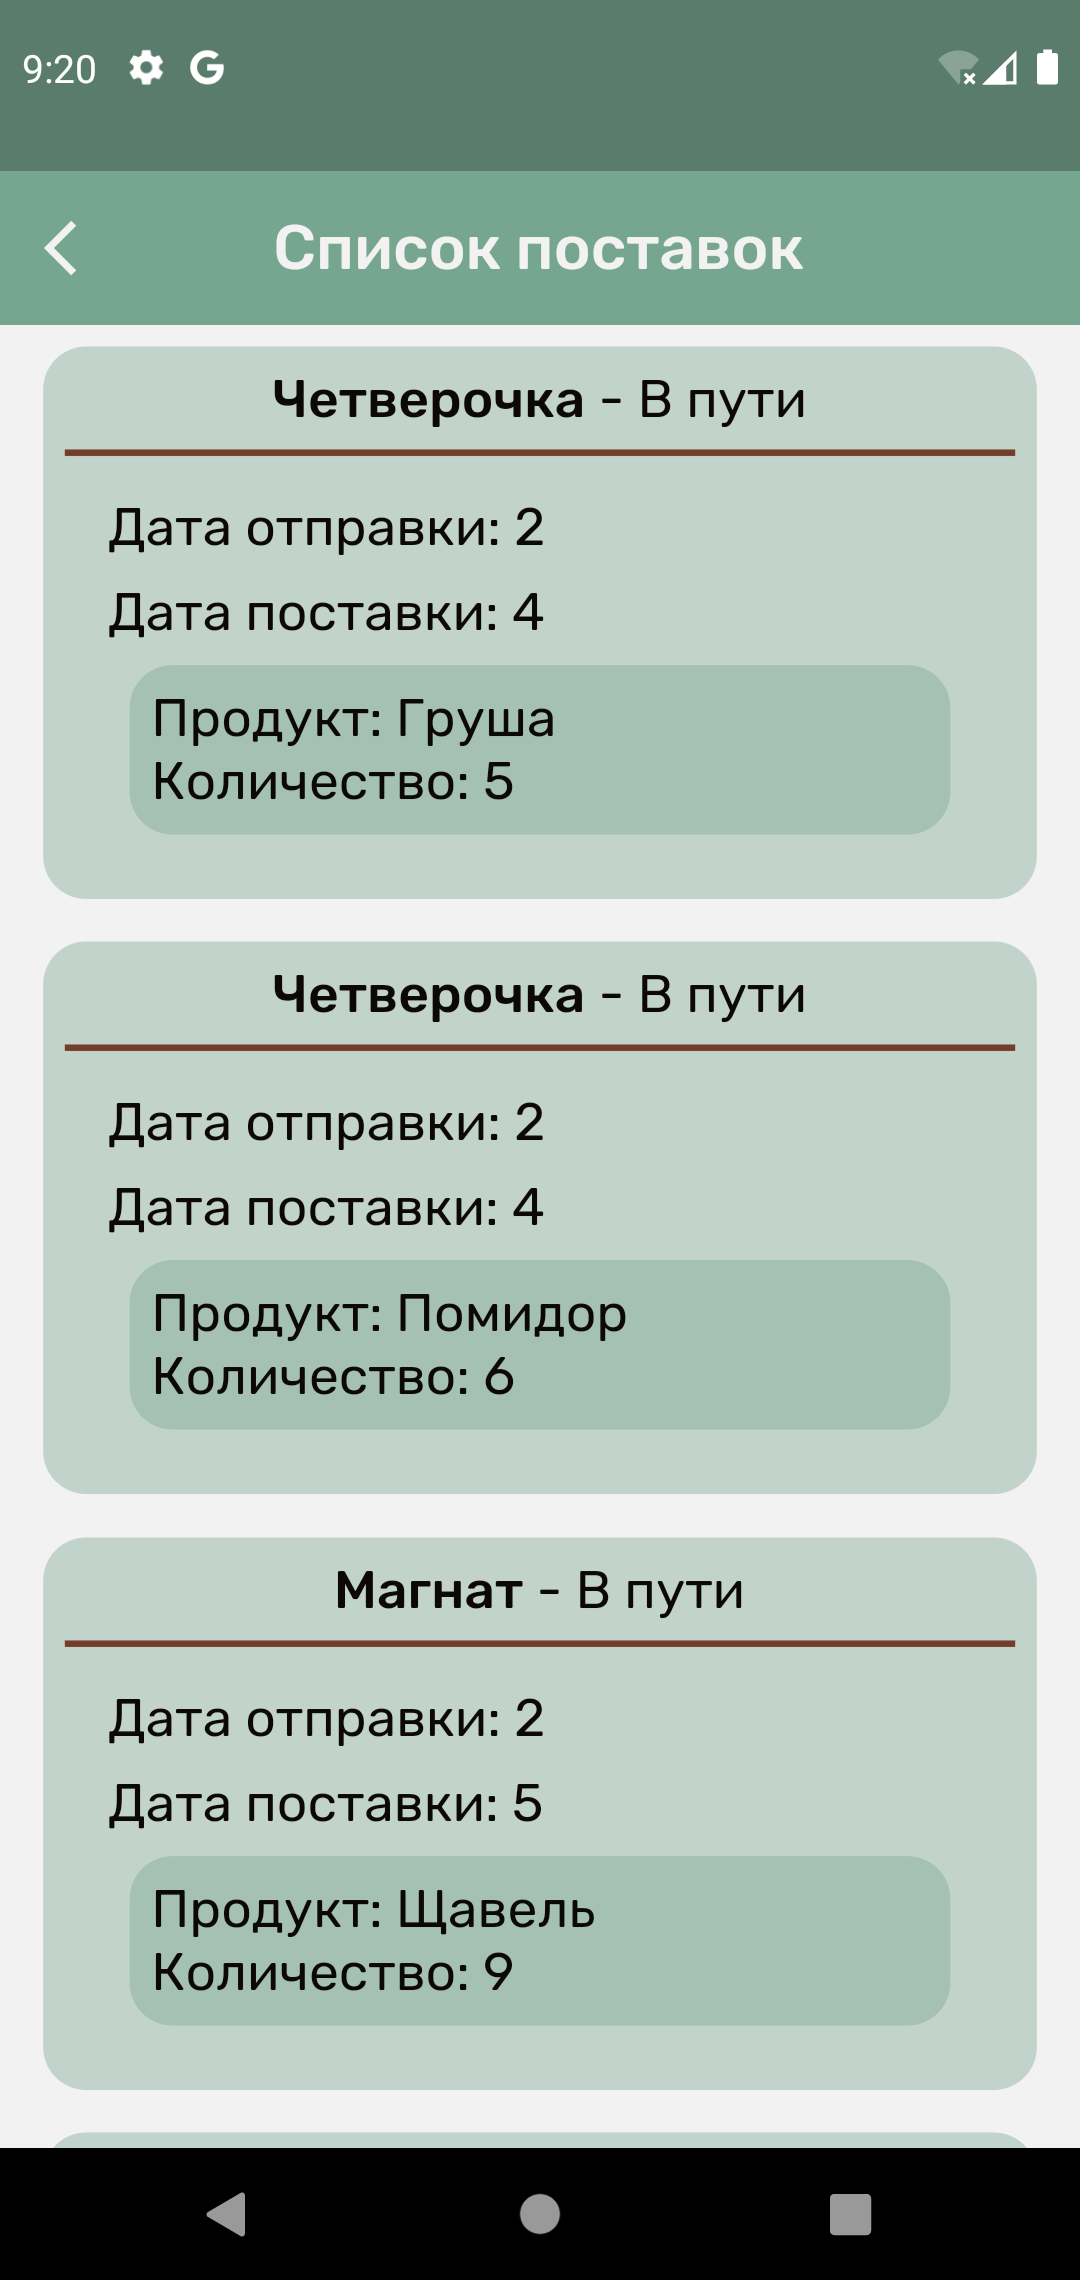 9:20
Список поставок
Четверочка - В пути
Дата отправки: 2
Дата поставки: 4
Продукт: Груша
Количество: 5
Четверочка - В пути
Дата отправки: 2
Дата поставки: 4
Продукт: Помидор
Количество: 6
Магнат - В пути
Дата отправки: 2
Дата поставки: 5
Продукт: Щавель
Количество: 9